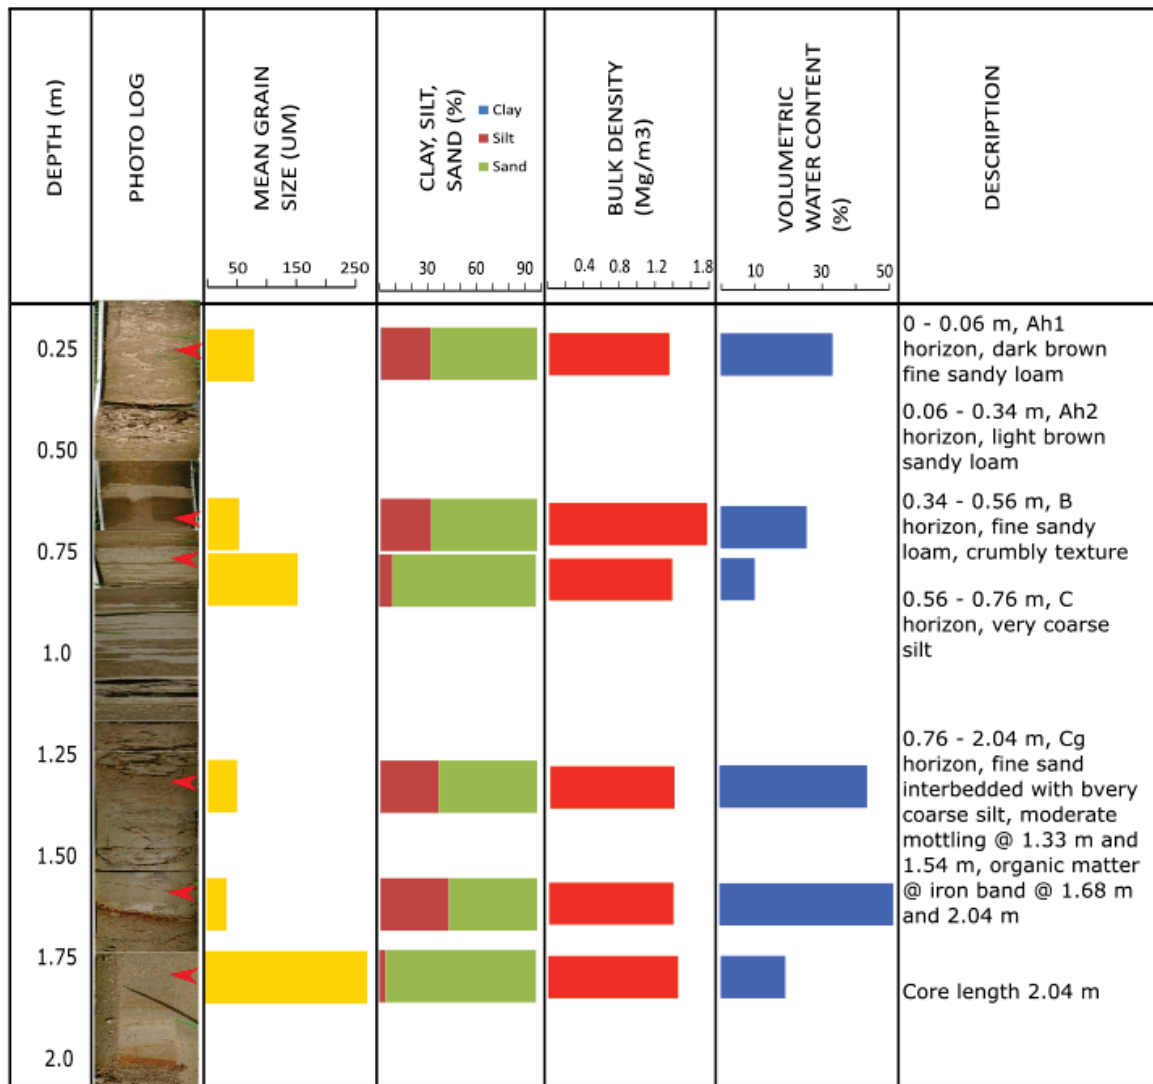 DEPTH (m)
PHOTO LOG
MEAN GRAIN
SIZE (UM)
50 150 250
CLAY, SILT,
SAND (%)
Clay
Silt
Sand
30 60 90
BULK DENSITY
(Mg/m3)
0.4 0.8 1.2 1.8
VOLUMETRIC
WATER CONTENT
(%)
10 30 50
DESCRIPTION
0.25
0.50
0.75
1.0
1.25
1.50
1.75
2.0
0 - 0.06 m, Ah1
horizon, dark brown
fine sandy loam
0.06 - 0.34 m, Ah2
horizon, light brown
sandy loam
0.34 - 0.56 m, B
horizon, fine sandy
loam, crumbly texture
0.56 - 0.76 m, C
horizon, very coarse
silt
0.76 - 2.04 m, Cg
horizon, fine sand
interbedded with bvery
coarse silt, moderate
mottling @ 1.33 m and
1.54 m, organic matter
@ iron band @ 1.68 m
and 2.04 m
Core length 2.04 m